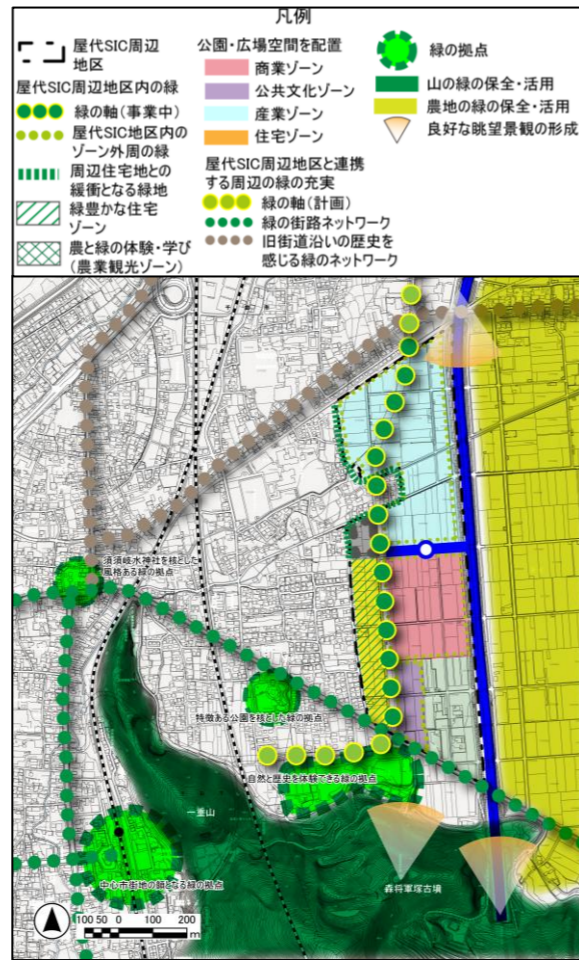 凡例
屋代SIC周辺
地区
屋代SIC周辺地区内の緑
緑の軸(事業中)
屋代SIC地区内の
ゾーン外周の緑
周辺住宅地との
緩衝となる緑地
緑豊かな住宅
ゾーン
農と緑の体験・学び
(農業観光ゾーン)
公園・広場空間を配置
商業ゾーン
公共文化ゾーン
産業ゾーン
住宅ゾーン
屋代SIC周辺地区と連携
する周辺の緑の充実
緑の軸(計画)
緑の街路ネットワーク
旧街道沿いの歴史を
感じる緑のネットワーク
緑の拠点
山の緑の保全・活用
農地の緑の保全・活用
良好な眺望景観の形成
須須岐水神社を核とした
風格ある緑の拠点
特徴ある公園を核とした緑の拠点
自然と歴史を体験できる緑の拠点
一重山
森将軍塚古墳
中心市街地の顔となる緑の拠点
100 50 0 100 200
m